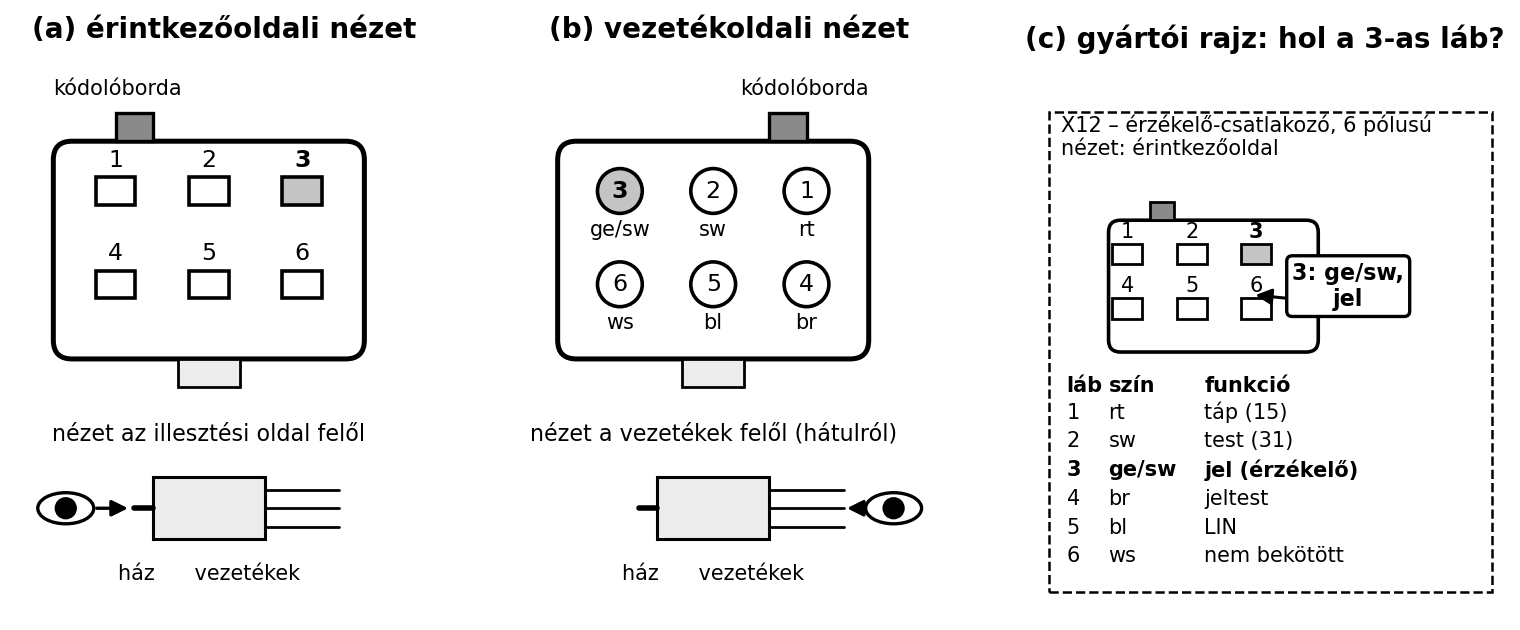 (a) érintkezőoldali nézet
kódolóborda
1 2 3
4 5 6
nézet az illesztési oldal felől
ház vezetékek
(b) vezetékoldali nézet
kódolóborda
3 2 1
ge/sw sw rt
6 5 4
ws bl br
nézet a vezetékek felől (hátulról)
ház vezetékek
(c) gyártói rajz: hol a 3-as láb?
X12 – érzékelő-csatlakozó, 6 pólusú
nézet: érintkezőoldal
1 2 3
4 5 6
3: ge/sw,
jel
láb szín funkció
1 rt táp (15)
2 sw test (31)
3 ge/sw jel (érzékelő)
4 br jeltest
5 bl LIN
6 ws nem bekötött